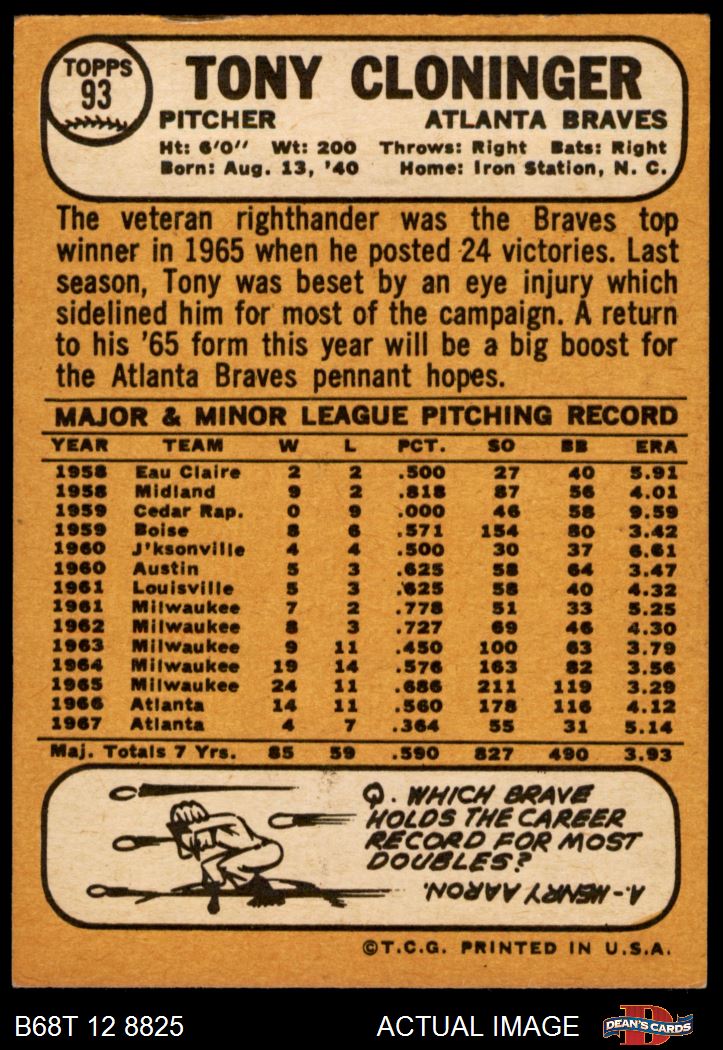 TOPPS
93
TONY CLONINGER
PITCHER ATLANTA BRAVES
Ht: 6'0" Wt: 200 Throws: Right Bats: Right
Born: Aug. 13, '40 Home: Iron Station, N. C.
The veteran righthander was the Braves top
winner in 1965 when he posted 24 victories. Last
season, Tony was beset by an eye injury which
sidelined him for most of the campaign. A return
to his '65 form this year will be a big boost for
the Atlanta Braves pennant hopes.
MAJOR & MINOR LEAGUE PITCHING RECORD
YEAR TEAM W L PCT. SO BB ERA
1958 Eau Claire 2 2 .500 27 40 5.91
1958 Midland 9 2 .818 87 56 4.01
1959 Cedar Rap. 0 9 .000 46 58 9.59
1959 Boise 8 6 .571 154 80 3.42
1960 J'ksonville 4 4 .500 30 37 6.61
1960 Austin 5 3 .625 58 64 3.47
1961 Louisville 5 3 .625 58 40 4.32
1961 Milwaukee 7 2 .778 51 33 5.25
1962 Milwaukee 8 3 .727 69 46 4.30
1963 Milwaukee 9 11 .450 100 63 3.79
1964 Milwaukee 19 14 .576 163 82 3.56
1965 Milwaukee 24 11 .686 211 119 3.29
1966 Atlanta 14 11 .560 178 116 4.12
1967 Atlanta 4 7 .364 55 31 5.14
Maj. Totals 7 Yrs. 85 59 .590 827 490 3.93
Q. WHICH BRAVE
HOLDS THE CAREER
RECORD FOR MOST
DOUBLES?
A-HENRY AARON.
©T.C.G. PRINTED IN U.S.A.
B68T 12 8825 ACTUAL IMAGE DEAN'S CARDS